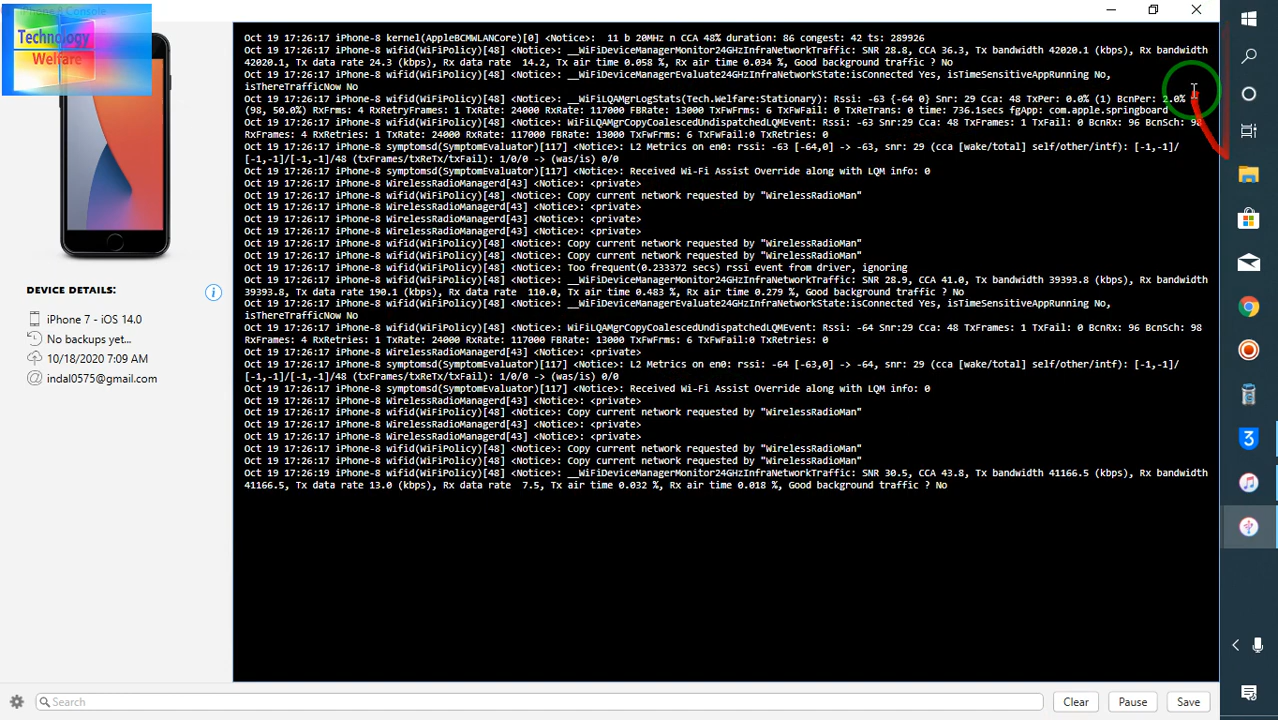 iPhone 8 Console
Technology
Welfare
Oct 19 17:26:17 iPhone-8 kernel(AppleBCMWLANCore)[0] <Notice>:  11 b 20MHz n CCA 48% duration: 86 congest: 42 ts: 289926
Oct 19 17:26:17 iPhone-8 wifid(WiFiPolicy)[48] <Notice>: __WiFiDeviceManagerMonitor24GHzInfraNetworkTraffic: SNR 28.8, CCA 36.3, Tx bandwidth 42020.1 (kbps), Rx bandwidth
42020.1, Tx data rate 24.3 (kbps), Rx data rate  14.2, Tx air time 0.058 %, Rx air time 0.034 %, Good background traffic ? No
Oct 19 17:26:17 iPhone-8 wifid(WiFiPolicy)[48] <Notice>: __WiFiDeviceManagerEvaluate24GHzInfraNetworkState:isConnected Yes, isTimeSensitiveAppRunning No,
isThereTrafficNow No
Oct 19 17:26:17 iPhone-8 wifid(WiFiPolicy)[48] <Notice>: __WiFiLQAMgrLogStats(Tech.Welfare:Stationary): Rssi: -63 {-64 0} Snr: 29 Cca: 48 TxPer: 0.0% (1) BcnPer: 2.0%
(98, 50.0%) RxFrms: 4 RxRetryFrames: 1 TxRate: 24000 RxRate: 117000 FBRate: 13000 TxFwFrms: 6 TxFwFail: 0 TxRetrans: 0 time: 736.1secs fgApp: com.apple.springboard
Oct 19 17:26:17 iPhone-8 wifid(WiFiPolicy)[48] <Notice>: WiFiLQAMgrCopyCoalescedUndispatchedLQMEvent: Rssi: -63 Snr:29 Cca: 48 TxFrames: 1 TxFail: 0 BcnRx: 96 BcnSch: 98
RxFrames: 4 RxRetries: 1 TxRate: 24000 RxRate: 117000 FBRate: 13000 TxFwFrms: 6 TxFwFail:0 TxRetries: 0
Oct 19 17:26:17 iPhone-8 symptomsd(SymptomEvaluator)[117] <Notice>: L2 Metrics on en0: rssi: -63 [-64,0] -> -63, snr: 29 (cca [wake/total] self/other/intf): [-1,-1]/
[-1,-1]/[-1,-1]/48 (txFrames/txReTx/txFail): 1/0/0 -> (was/is) 0/0
Oct 19 17:26:17 iPhone-8 symptomsd(SymptomEvaluator)[117] <Notice>: Received Wi-Fi Assist Override along with LQM info: 0
Oct 19 17:26:17 iPhone-8 WirelessRadioManagerd[43] <Notice>: <private>
Oct 19 17:26:17 iPhone-8 wifid(WiFiPolicy)[48] <Notice>: Copy current network requested by "WirelessRadioMan"
Oct 19 17:26:17 iPhone-8 WirelessRadioManagerd[43] <Notice>: <private>
Oct 19 17:26:17 iPhone-8 WirelessRadioManagerd[43] <Notice>: <private>
Oct 19 17:26:17 iPhone-8 WirelessRadioManagerd[43] <Notice>: <private>
Oct 19 17:26:17 iPhone-8 wifid(WiFiPolicy)[48] <Notice>: Copy current network requested by "WirelessRadioMan"
Oct 19 17:26:17 iPhone-8 wifid(WiFiPolicy)[48] <Notice>: Copy current network requested by "WirelessRadioMan"
Oct 19 17:26:17 iPhone-8 wifid(WiFiPolicy)[48] <Notice>: Too frequent(0.233372 secs) rssi event from driver, ignoring
Oct 19 17:26:17 iPhone-8 wifid(WiFiPolicy)[48] <Notice>: __WiFiDeviceManagerMonitor24GHzInfraNetworkTraffic: SNR 28.9, CCA 41.0, Tx bandwidth 39393.8 (kbps), Rx bandwidth
39393.8, Tx data rate 190.1 (kbps), Rx data rate  110.0, Tx air time 0.483 %, Rx air time 0.279 %, Good background traffic ? No
Oct 19 17:26:17 iPhone-8 wifid(WiFiPolicy)[48] <Notice>: __WiFiDeviceManagerEvaluate24GHzInfraNetworkState:isConnected Yes, isTimeSensitiveAppRunning No,
isThereTrafficNow No
Oct 19 17:26:17 iPhone-8 wifid(WiFiPolicy)[48] <Notice>: WiFiLQAMgrCopyCoalescedUndispatchedLQMEvent: Rssi: -64 Snr:29 Cca: 48 TxFrames: 1 TxFail: 0 BcnRx: 96 BcnSch: 98
RxFrames: 4 RxRetries: 1 TxRate: 24000 RxRate: 117000 FBRate: 13000 TxFwFrms: 6 TxFwFail:0 TxRetries: 0
Oct 19 17:26:17 iPhone-8 WirelessRadioManagerd[43] <Notice>: <private>
Oct 19 17:26:17 iPhone-8 symptomsd(SymptomEvaluator)[117] <Notice>: L2 Metrics on en0: rssi: -64 [-63,0] -> -64, snr: 29 (cca [wake/total] self/other/intf): [-1,-1]/
[-1,-1]/[-1,-1]/48 (txFrames/txReTx/txFail): 1/0/0 -> (was/is) 0/0
Oct 19 17:26:17 iPhone-8 symptomsd(SymptomEvaluator)[117] <Notice>: Received Wi-Fi Assist Override along with LQM info: 0
Oct 19 17:26:17 iPhone-8 WirelessRadioManagerd[43] <Notice>: <private>
Oct 19 17:26:17 iPhone-8 wifid(WiFiPolicy)[48] <Notice>: Copy current network requested by "WirelessRadioMan"
Oct 19 17:26:17 iPhone-8 WirelessRadioManagerd[43] <Notice>: <private>
Oct 19 17:26:17 iPhone-8 WirelessRadioManagerd[43] <Notice>: <private>
Oct 19 17:26:17 iPhone-8 wifid(WiFiPolicy)[48] <Notice>: Copy current network requested by "WirelessRadioMan"
Oct 19 17:26:17 iPhone-8 wifid(WiFiPolicy)[48] <Notice>: Copy current network requested by "WirelessRadioMan"
Oct 19 17:26:17 iPhone-8 wifid(WiFiPolicy)[48] <Notice>: __WiFiDeviceManagerMonitor24GHzInfraNetworkTraffic: SNR 30.5, CCA 43.8, Tx bandwidth 41166.5 (kbps), Rx bandwidth
41166.5, Tx data rate 13.0 (kbps), Rx data rate  7.5, Tx air time 0.032 %, Rx air time 0.018 %, Good background traffic ? No
DEVICE DETAILS:
iPhone 7 - iOS 14.0
No backups yet...
10/18/2020 7:09 AM
indal0575@gmail.com
Search
Clear
Pause
Save